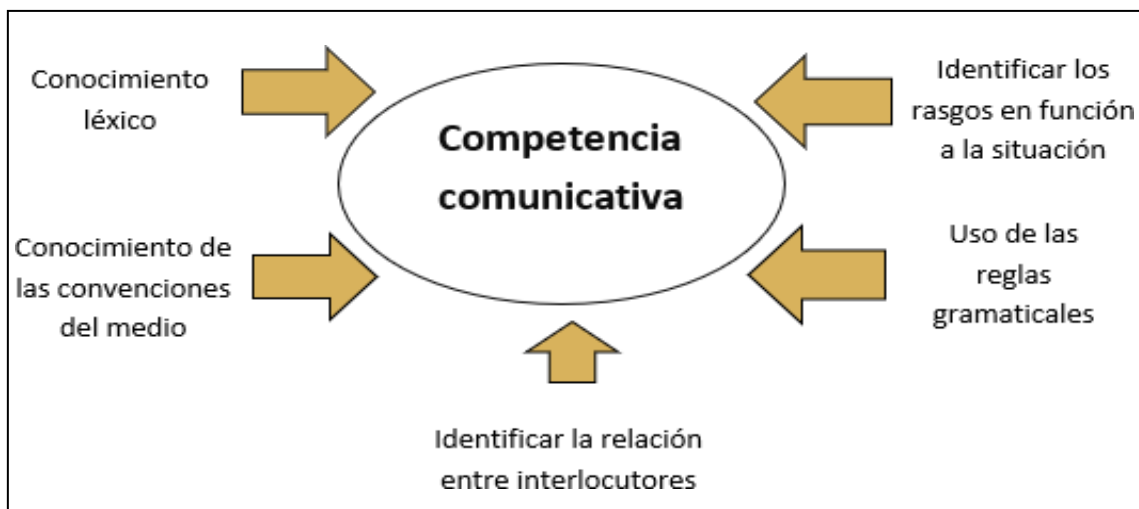 Conocimiento
léxico
Competencia
comunicativa
Identificar los
rasgos en función
a la situación
Conocimiento de
las convenciones
del medio
Uso de las
reglas
gramaticales
Identificar la relación
entre interlocutores